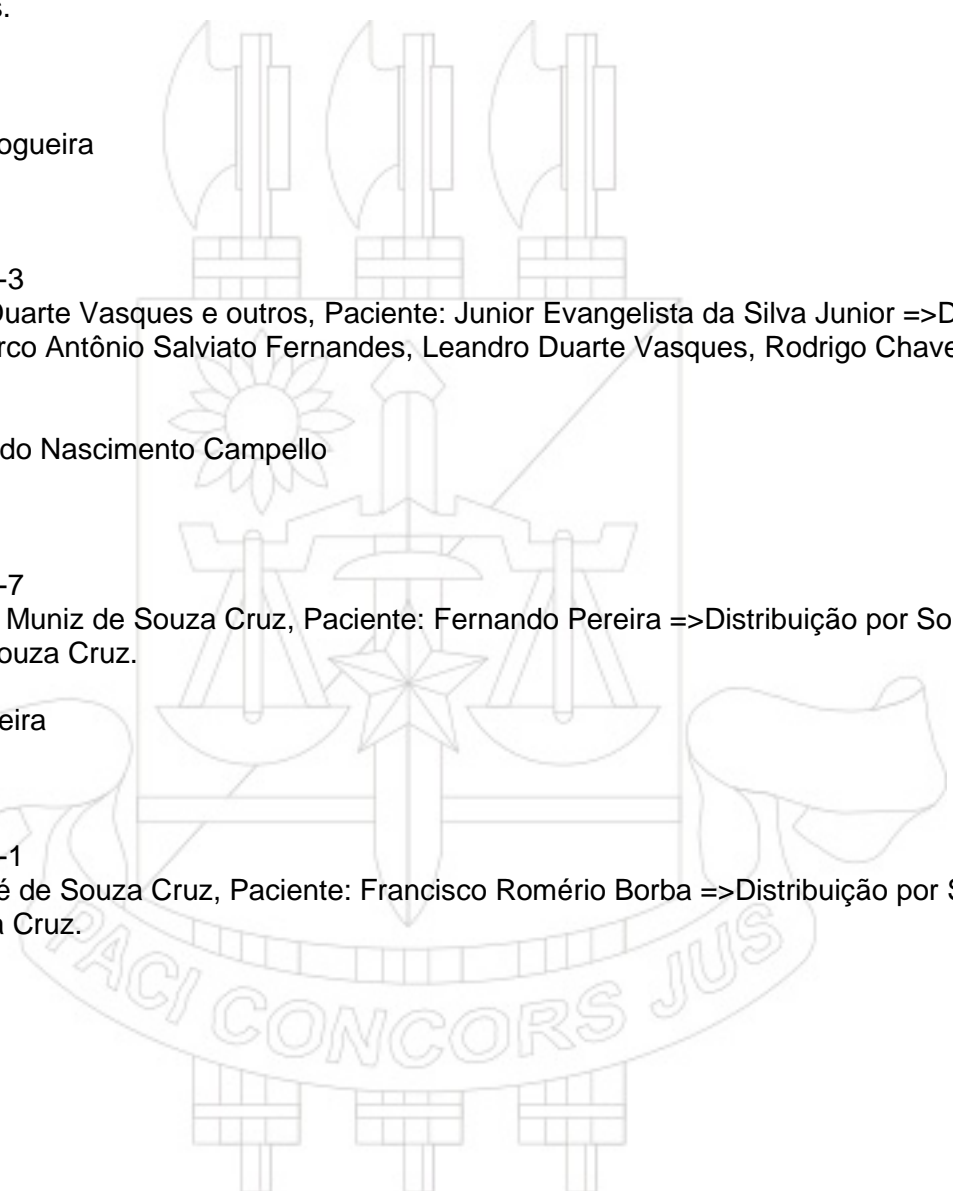 s.
ogueira
-3
Duarte Vasques e outros, Paciente: Junior Evangelista da Silva Junior =>D
rco Antônio Salviato Fernandes, Leandro Duarte Vasques, Rodrigo Chave
do Nascimento Campello
-7
Muniz de Souza Cruz, Paciente: Fernando Pereira =>Distribuição por So
ouza Cruz.
eira
-1
é de Souza Cruz, Paciente: Francisco Romério Borba =>Distribuição por S
a Cruz.
PACI CONCORS JUS